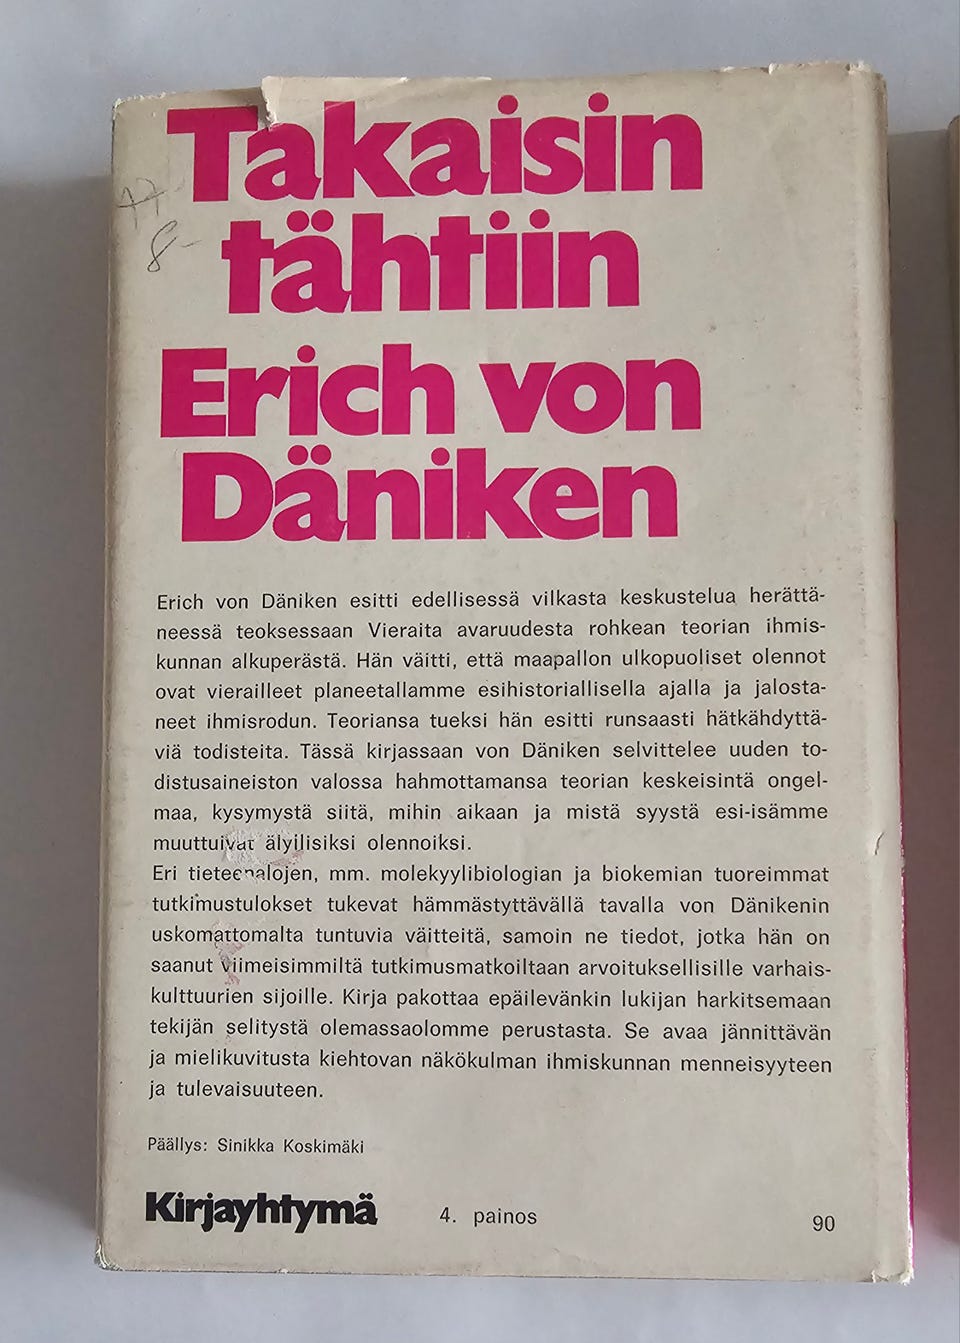 Takaisin
tähtiin
Erich von
Däniken
17
8-
Erich von Däniken esitti edellisessä vilkasta keskustelua herättä-
neessä teoksessaan Vieraita avaruudesta rohkean teorian ihmis-
kunnan alkuperästä. Hän väitti, että maapallon ulkopuoliset olennot
ovat vierailleet planeetallamme esihistoriallisella ajalla ja jalosta-
neet ihmisrodun. Teoriansa tueksi hän esitti runsaasti hätkähdyttä-
viä todisteita. Tässä kirjassaan von Däniken selvittelee uuden to-
distusaineiston valossa hahmottamansa teorian keskeisintä ongel-
maa, kysymystä siitä, mihin aikaan ja mistä syystä esi-isämme
muuttuivat älyilisiksi olennoiksi.
Eri tieteenalojen, mm. molekyylibiologian ja biokemian tuoreimmat
tutkimustulokset tukevat hämmästyttävällä tavalla von Dänikenin
uskomattomalta tuntuvia väitteitä, samoin ne tiedot, jotka hän on
saanut viimeisimmiltä tutkimusmatkoiltaan arvoituksellisille varhais-
kulttuurien sijoille. Kirja pakottaa epäilevänkin lukijan harkitsemaan
tekijän selitystä olemassaolomme perustasta. Se avaa jännittävän
ja mielikuvitusta kiehtovan näkökulman ihmiskunnan menneisyyteen
ja tulevaisuuteen.
Päällys: Sinikka Koskimäki
Kirjayhtymä 4. painos 90